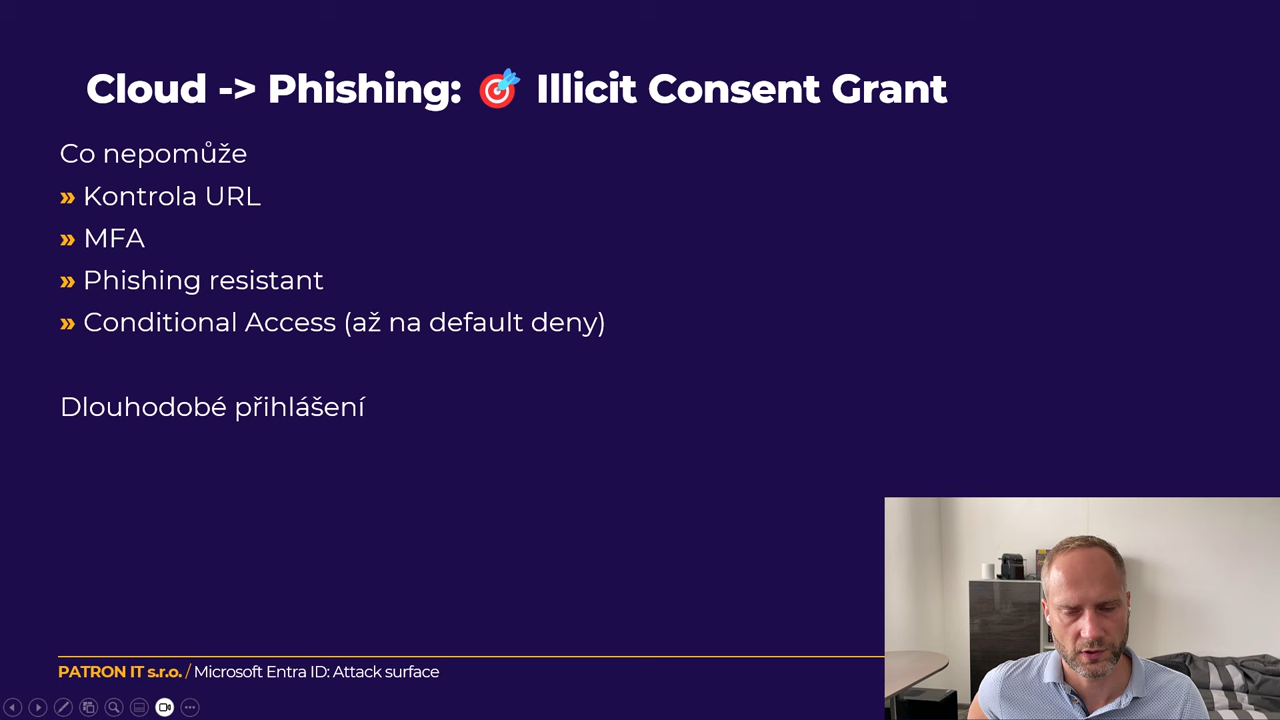 Cloud -> Phishing: 🎯 Illicit Consent Grant
Co nepomůže
» Kontrola URL
» MFA
» Phishing resistant
» Conditional Access (až na default deny)
Dlouhodobé přihlášení
PATRON IT s.r.o. / Microsoft Entra ID: Attack surface